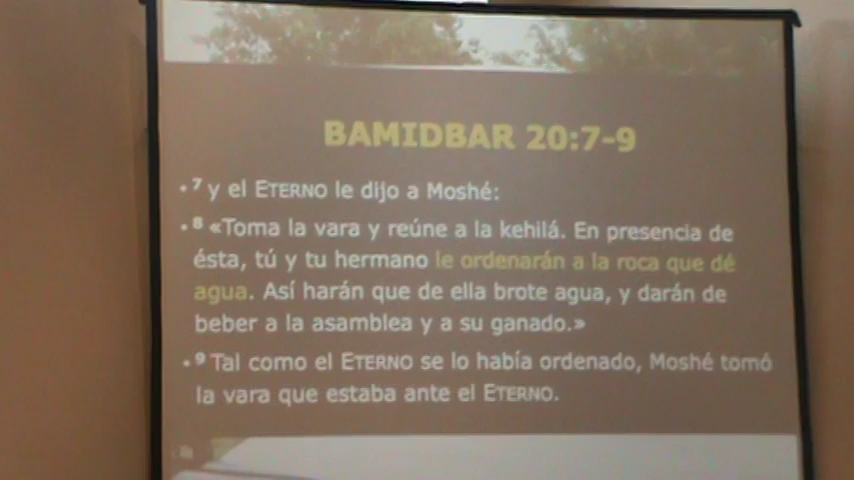 BAMIDBAR 20:7-9
•⁷ y el ETERNO le dijo a Moshé:
•⁸ «Toma la vara y reúne a la kehilá. En presencia de
ésta, tú y tu hermano le ordenarán a la roca que dé
agua. Así harán que de ella brote agua, y darán de
beber a la asamblea y a su ganado.»
•⁹ Tal como el ETERNO se lo había ordenado, Moshé tomó
la vara que estaba ante el ETERNO.